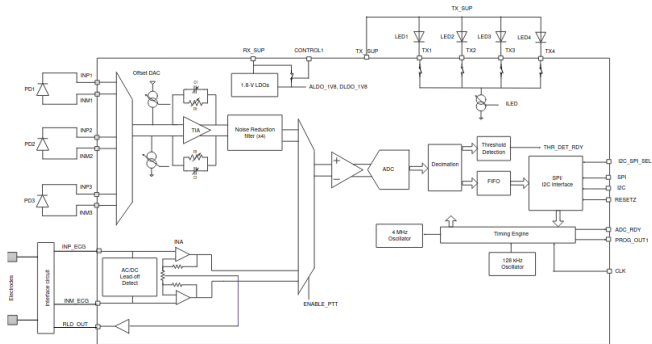 TX_SUP
LED1
LED2
LED3
LED4
RX_SUP
CONTROL1
TX_SUP
TX1
TX2
TX3
TX4
INP1
PD1
INM1
Offset DAC
1.8-V LDOs
ALDO_1V8, DLDO_1V8
ILED
TIA
Noise Reduction
filter (x4)
INP2
PD2
INM2
INP3
PD3
INM3
ADC
Decimation
Threshold
Detection
THR_DET_RDY
FIFO
SPI/
I2C Interface
I2C_SPI_SEL
SPI
I2C
RESETZ
4 MHz
Oscillator
Timing Engine
ADC_RDY
PROG_OUT1
128 kHz
Oscillator
CLK
Electrodes
Interface circuit
INP_ECG
INM_ECG
RLD_OUT
AC/DC
Lead-off
Detect
INA
ENABLE_PTT